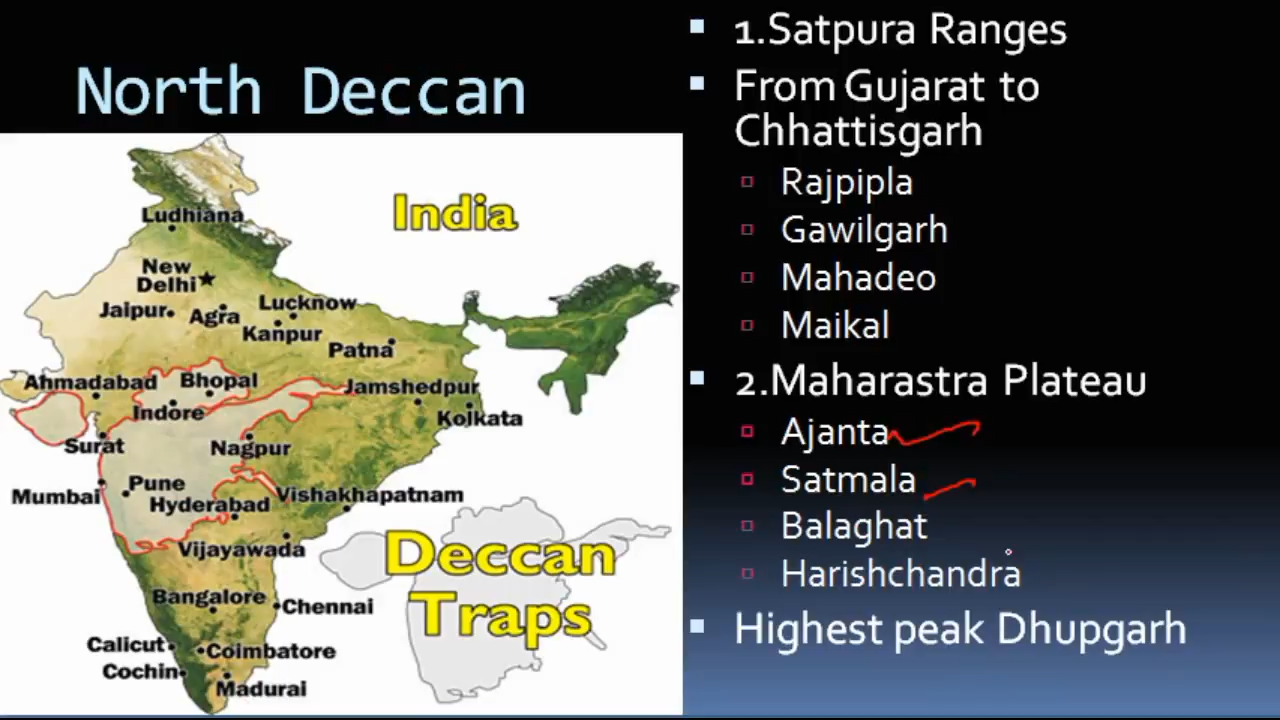 North Deccan
India
Ludhiana
New
Delhi
Jaipur
Agra
Lucknow
Kanpur
Patna
Ahmadabad
Bhopal
Jamshedpur
Indore
Kolkata
Surat
Nagpur
Mumbai
Pune
Hyderabad
Vishakhapatnam
Vijayawada
Deccan
Traps
Bangalore
Chennai
Calicut
Coimbatore
Cochin
Madurai
1.Satpura Ranges
From Gujarat to
Chhattisgarh
Rajpipla
Gawilgarh
Mahadeo
Maikal
2.Maharastra Plateau
Ajanta
Satmala
Balaghat
Harishchandra
Highest peak Dhupgarh